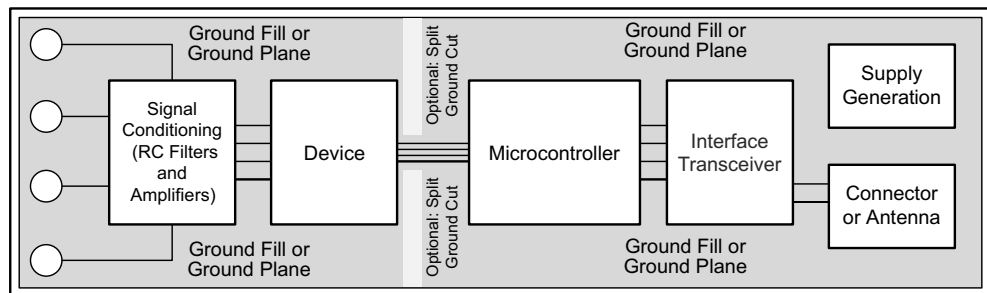 Ground Fill or
Ground Plane
Optional: Split
Ground Cut
Ground Fill or
Ground Plane
Supply
Generation
Signal
Conditioning
(RC Filters
and
Amplifiers)
Device
Microcontroller
Interface
Transceiver
Connector
or Antenna
Ground Fill or
Ground Plane
Optional: Split
Ground Cut
Ground Fill or
Ground Plane